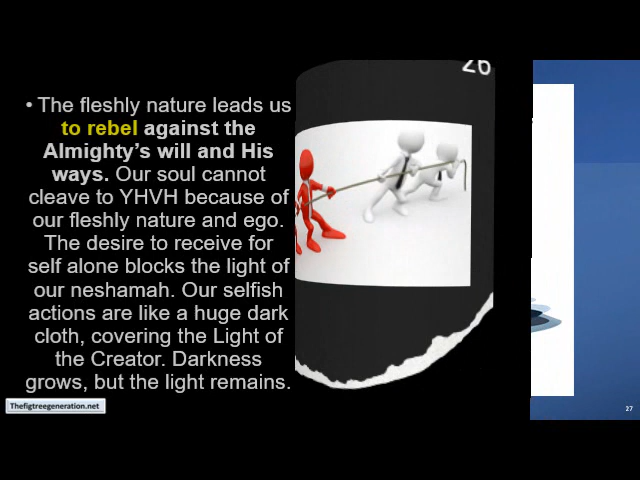 26
• The fleshly nature leads us
to rebel against the
Almighty’s will and His
ways. Our soul cannot
cleave to YHVH because of
our fleshly nature and ego.
The desire to receive for
self alone blocks the light of
our neshamah. Our selfish
actions are like a huge dark
cloth, covering the Light of
the Creator. Darkness
grows, but the light remains.
Thefigtreegeneration.net
27